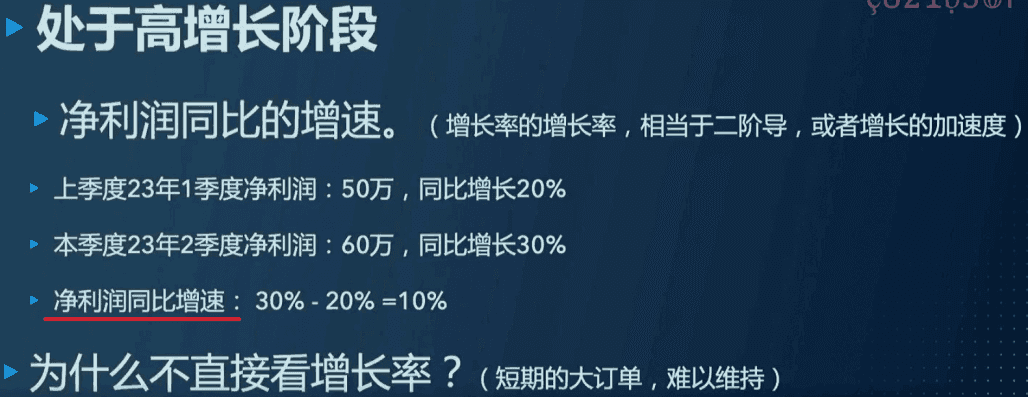 处于高增长阶段
净利润同比的增速。（增长率的增长率，相当于二阶导，或者增长的加速度）
上季度23年1季度净利润：50万，同比增长20%
本季度23年2季度净利润：60万，同比增长30%
净利润同比增速： 30% - 20% =10%
为什么不直接看增长率？（短期的大订单，难以维持）